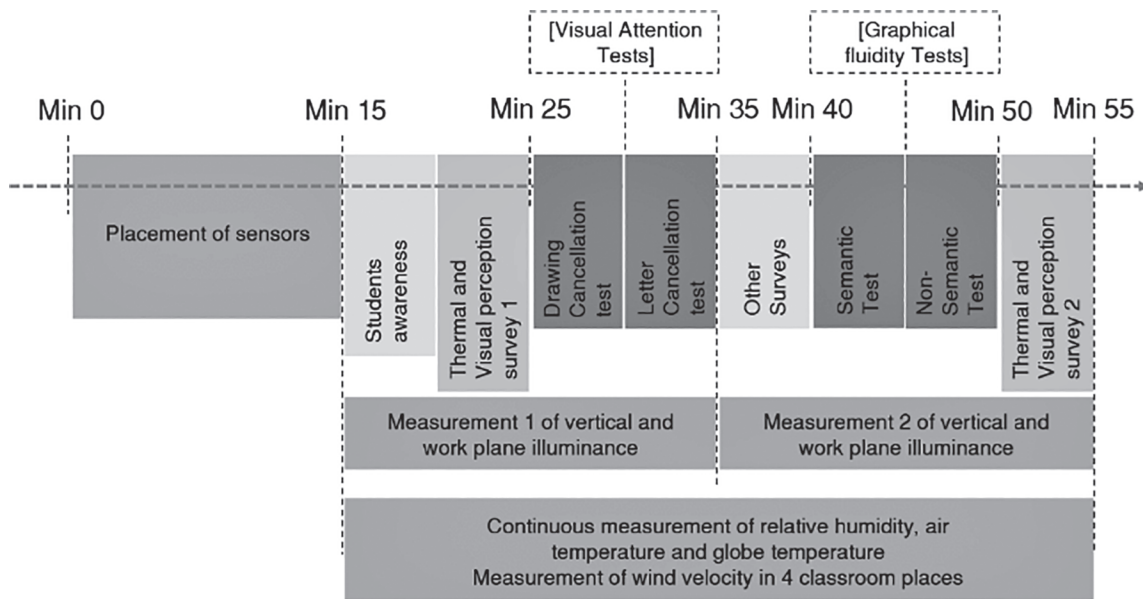 [Visual Attention
Tests]
[Graphical
fluidity Tests]
Min 0
Min 15
Min 25
Min 35
Min 40
Min 50
Min 55
Placement of sensors
Students
awareness
Thermal and
Visual perception
survey 1
Drawing
Cancellation
test
Letter
Cancellation
test
Other
Surveys
Semantic
Test
Non-
Semantic
Test
Thermal and
Visual perception
survey 2
Measurement 1 of vertical and
work plane illuminance
Measurement 2 of vertical and
work plane illuminance
Continuous measurement of relative humidity, air
temperature and globe temperature
Measurement of wind velocity in 4 classroom places